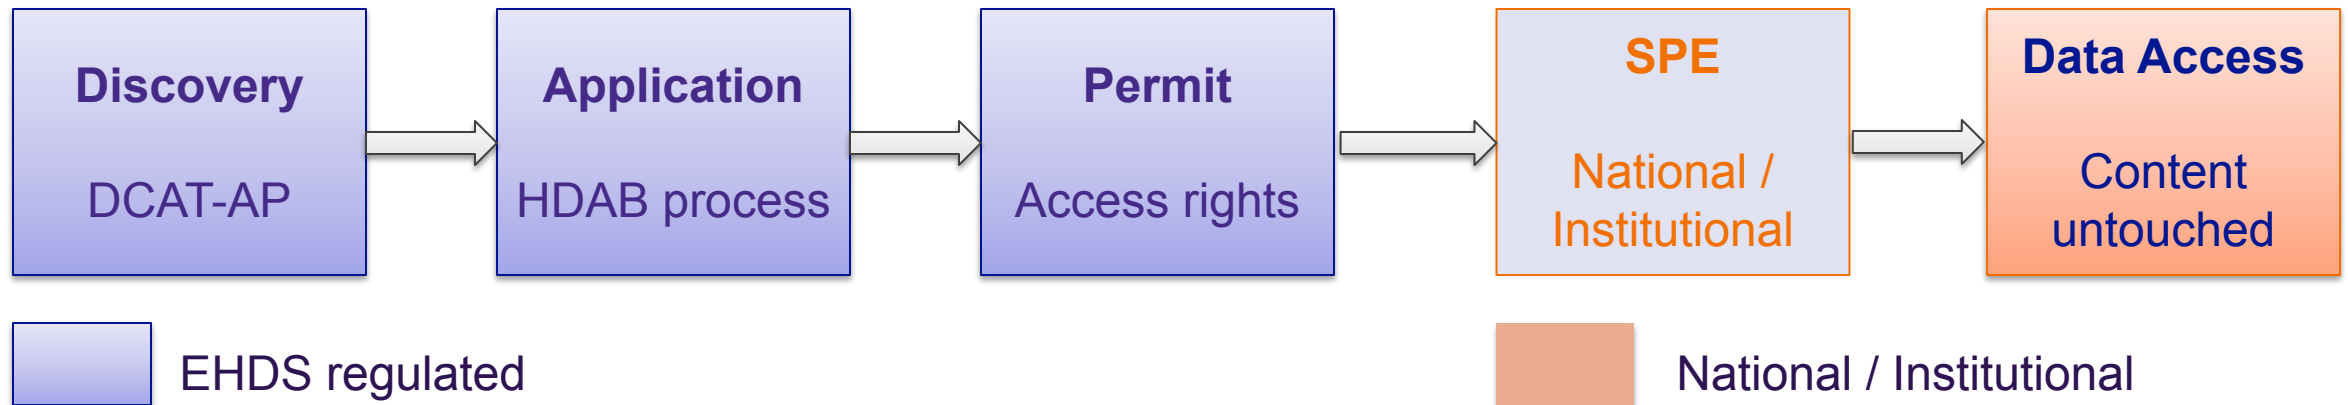 Discovery
DCAT-AP
Application
HDAB process
Permit
Access rights
SPE
National /
Institutional
Data Access
Content
untouched
EHDS regulated
National / Institutional